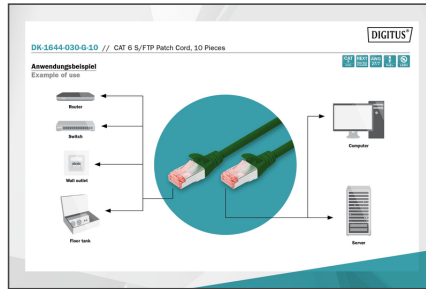 DIGITUS®
DK-1644-030-G-10 // CAT 6 S/FTP Patch Cord, 10 Pieces
Anwendungsbeispiel
Example of use
Router
Switch
Wall outlet
Floor tank
Computer
Server